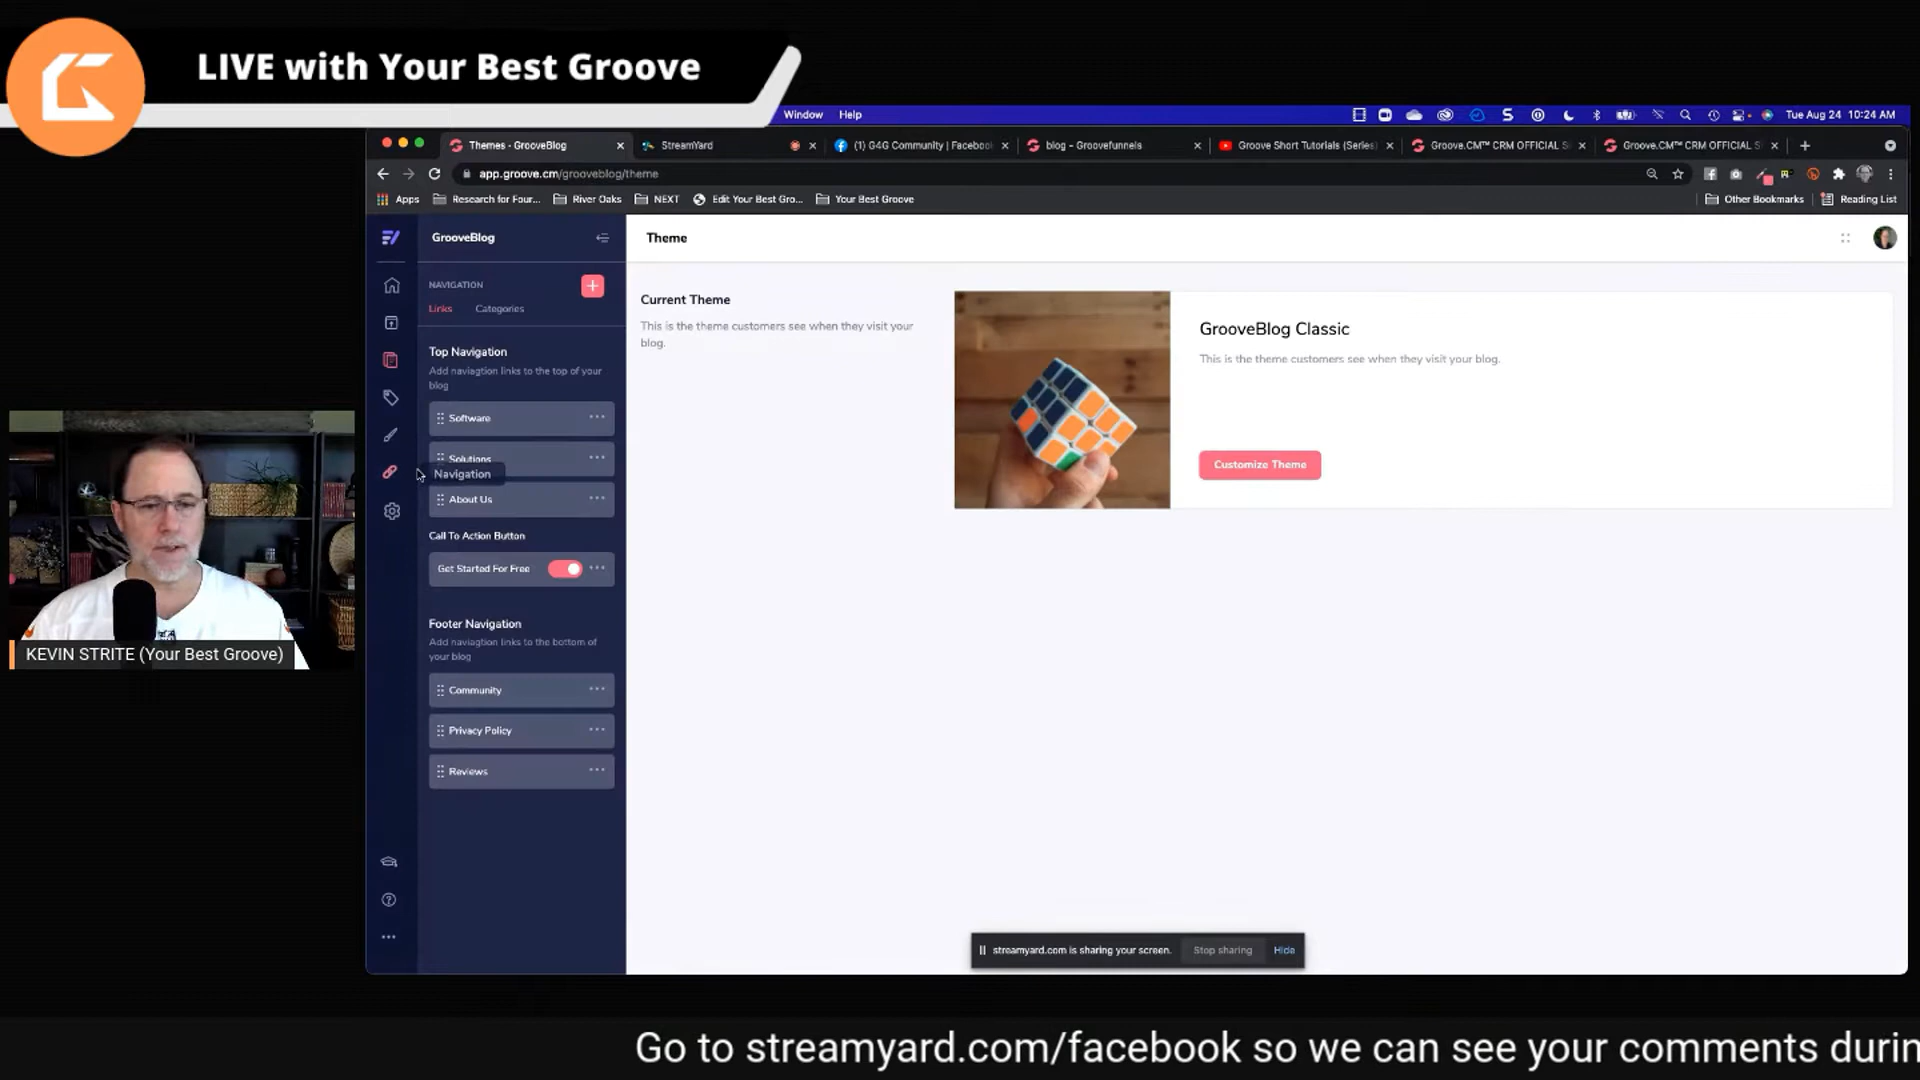 LIVE with Your Best Groove
Window Help
Tue Aug 24 10:24 AM
Themes - GrooveBlog
StreamYard
(1) G4G Community | Facebook
blog – Groovefunnels
Groove Short Tutorials (Series)
Groove.CM™ CRM OFFICIAL S
Groove.CM™ CRM OFFICIAL S
app.groove.cm/grooveblog/theme
Apps
Research for Four...
River Oaks
NEXT
Edit Your Best Gro...
Your Best Groove
Other Bookmarks
Reading List
GrooveBlog
Theme
NAVIGATION
Links Categories
Top Navigation
Add naviagtion links to the top of your
blog
Software
Solutions
Navigation
About Us
Call To Action Button
Get Started For Free
Footer Navigation
Add naviagtion links to the bottom of
your blog
Community
Privacy Policy
Reviews
Current Theme
This is the theme customers see when they visit your
blog.
GrooveBlog Classic
This is the theme customers see when they visit your blog.
Customize Theme
KEVIN STRITE (Your Best Groove)
streamyard.com is sharing your screen.
Stop sharing
Hide
Go to streamyard.com/facebook so we can see your comments durin